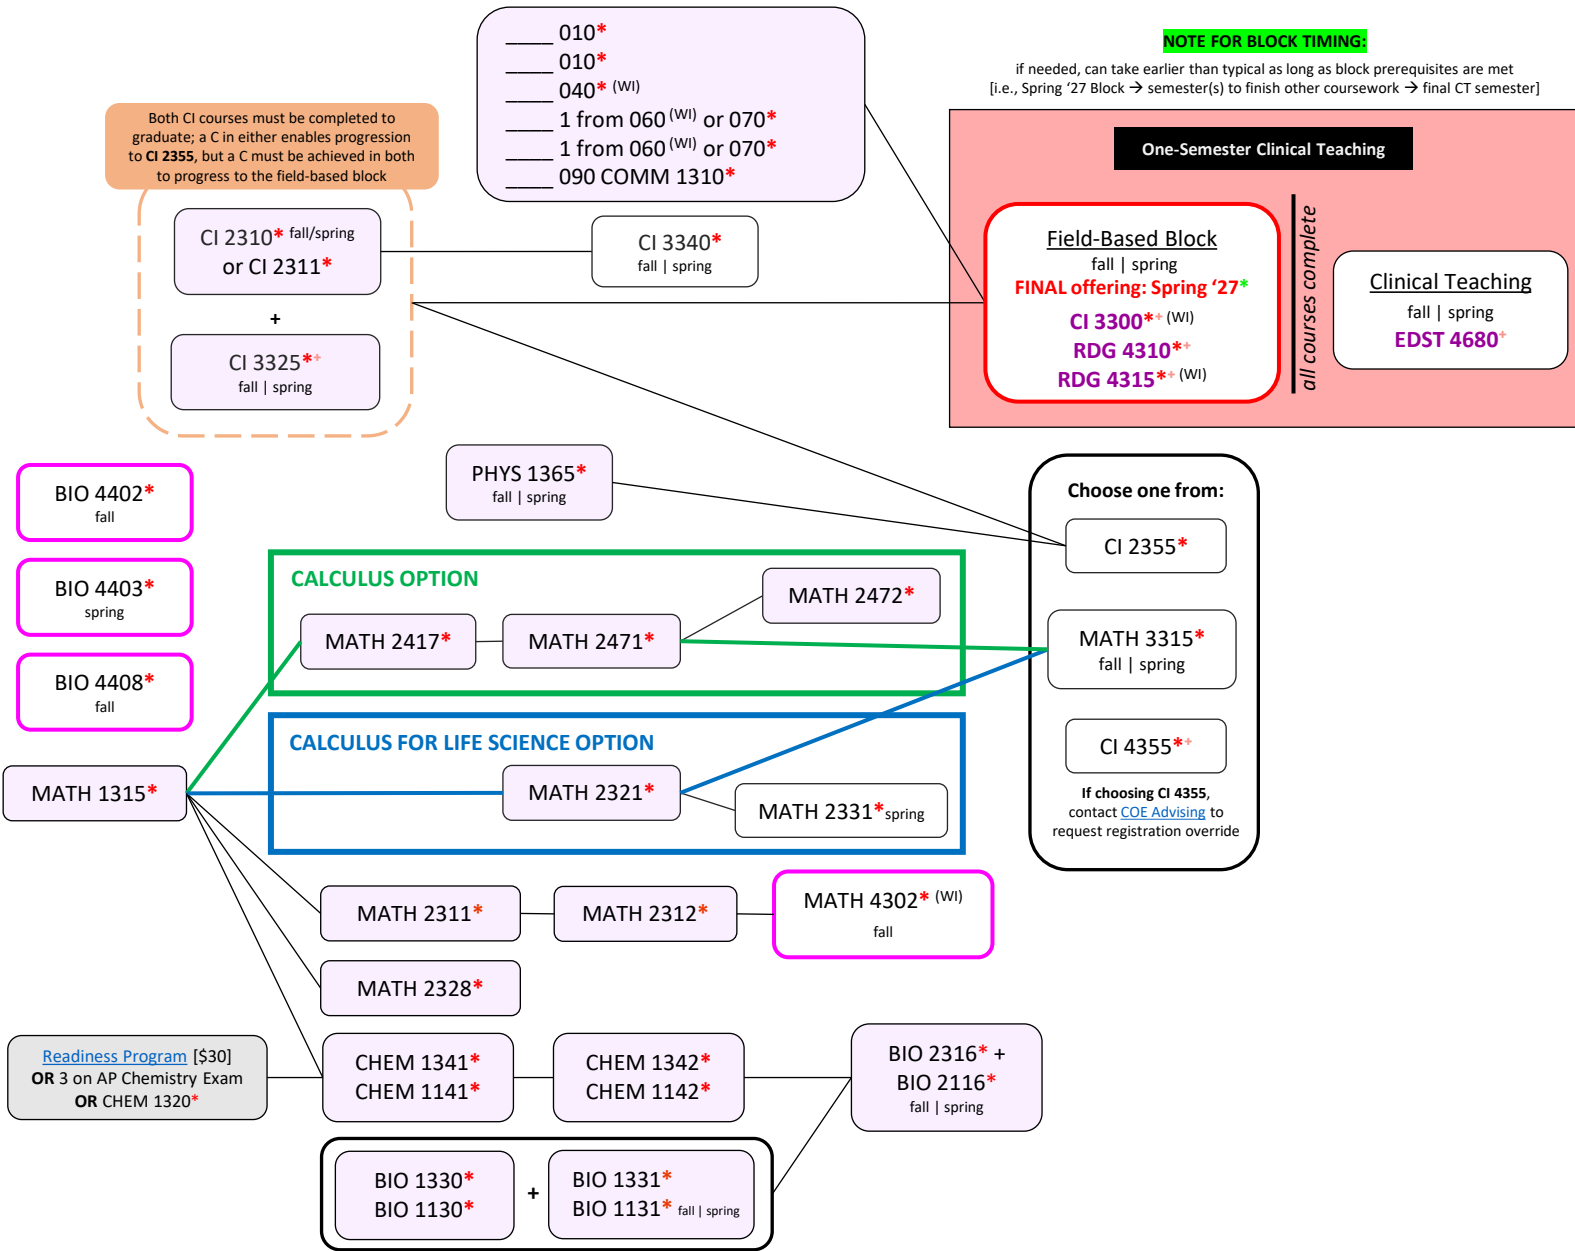 ____ 010*
____ 010*
____ 040* (WI)
____ 1 from 060 (WI) or 070*
____ 1 from 060 (WI) or 070*
____ 090 COMM 1310*
NOTE FOR BLOCK TIMING:
if needed, can take earlier than typical as long as block prerequisites are met
[i.e., Spring ‘27 Block → semester(s) to finish other coursework → final CT semester]
Both CI courses must be completed to
graduate; a C in either enables progression
to CI 2355, but a C must be achieved in both
to progress to the field-based block
CI 2310* fall/spring
or CI 2311*
+
CI 3325*+
fall | spring
CI 3340*
fall | spring
One-Semester Clinical Teaching
Field-Based Block
fall | spring
FINAL offering: Spring ‘27*
CI 3300*+ (WI)
RDG 4310*+
RDG 4315*+ (WI)
all courses complete
Clinical Teaching
fall | spring
EDST 4680+
BIO 4402*
fall
BIO 4403*
spring
BIO 4408*
fall
PHYS 1365*
fall | spring
Choose one from:
CI 2355*
MATH 3315*
fall | spring
CI 4355*+
If choosing CI 4355,
contact COE Advising to
request registration override
CALCULUS OPTION
MATH 2417*
MATH 2471*
MATH 2472*
CALCULUS FOR LIFE SCIENCE OPTION
MATH 1315*
MATH 2321*
MATH 2331* spring
MATH 2311*
MATH 2312*
MATH 4302* (WI)
fall
MATH 2328*
Readiness Program [$30]
OR 3 on AP Chemistry Exam
OR CHEM 1320*
CHEM 1341*
CHEM 1141*
CHEM 1342*
CHEM 1142*
BIO 2316* +
BIO 2116*
fall | spring
BIO 1330*
BIO 1130*
+
BIO 1331*
BIO 1131* fall | spring